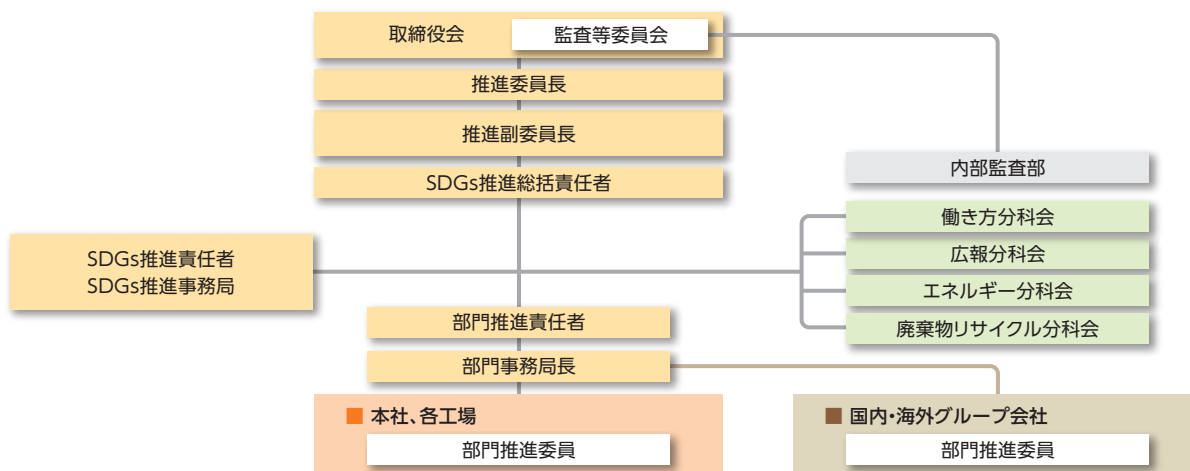 取締役会
監査等委員会
推進委員長
推進副委員長
SDGs推進総括責任者
内部監査部
働き方分科会
広報分科会
エネルギー分科会
廃棄物リサイクル分科会
SDGs推進責任者
SDGs推進事務局
部門推進責任者
部門事務局長
本社、各工場
部門推進委員
国内・海外グループ会社
部門推進委員